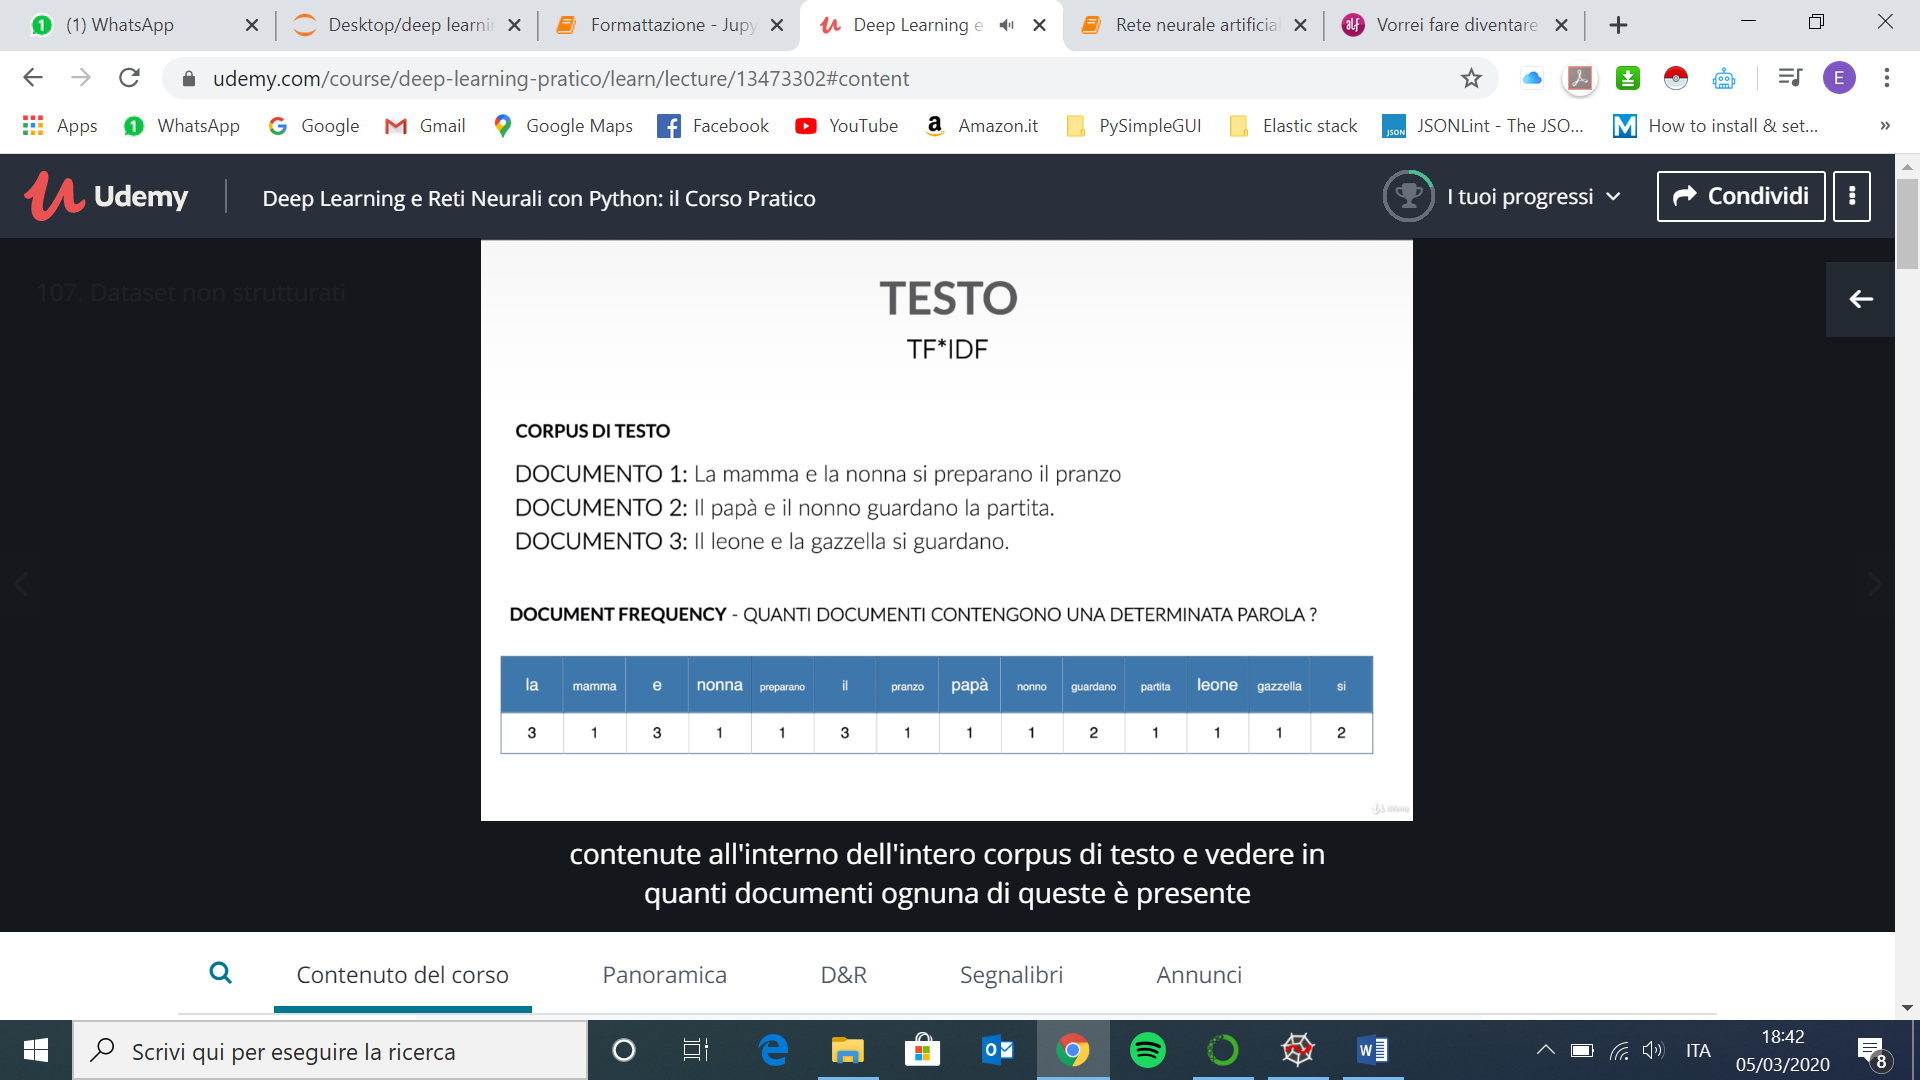 (1) WhatsApp
Desktop/deep learnin
Formattazione - Jupy
Deep Learning e
Rete neurale artificial
alf
Vorrei fare diventare
udemy.com/course/deep-learning-pratico/learn/lecture/13473302#content
E
Apps
WhatsApp
Google
Gmail
Google Maps
Facebook
YouTube
Amazon.it
PySimpleGUI
Elastic stack
JSON
JSONLint - The JSO...
How to install & set...
»
Udemy
Deep Learning e Reti Neurali con Python: il Corso Pratico
I tuoi progressi
Condividi
107. Dataset non strutturati
TESTO
TF*IDF
CORPUS DI TESTO
DOCUMENTO 1: La mamma e la nonna si preparano il pranzo
DOCUMENTO 2: Il papà e il nonno guardano la partita.
DOCUMENTO 3: Il leone e la gazzella si guardano.
DOCUMENT FREQUENCY - QUANTI DOCUMENTI CONTENGONO UNA DETERMINATA PAROLA ?
la mamma e nonna preparano il pranzo papà nonno guardano partita leone gazzella si
3 1 3 1 1 3 1 1 1 2 1 1 1 2
Udemy
contenute all'interno dell'intero corpus di testo e vedere in
quanti documenti ognuna di queste è presente
Contenuto del corso
Panoramica
D&R
Segnalibri
Annunci
Scrivi qui per eseguire la ricerca
ITA
18:42
05/03/2020
8